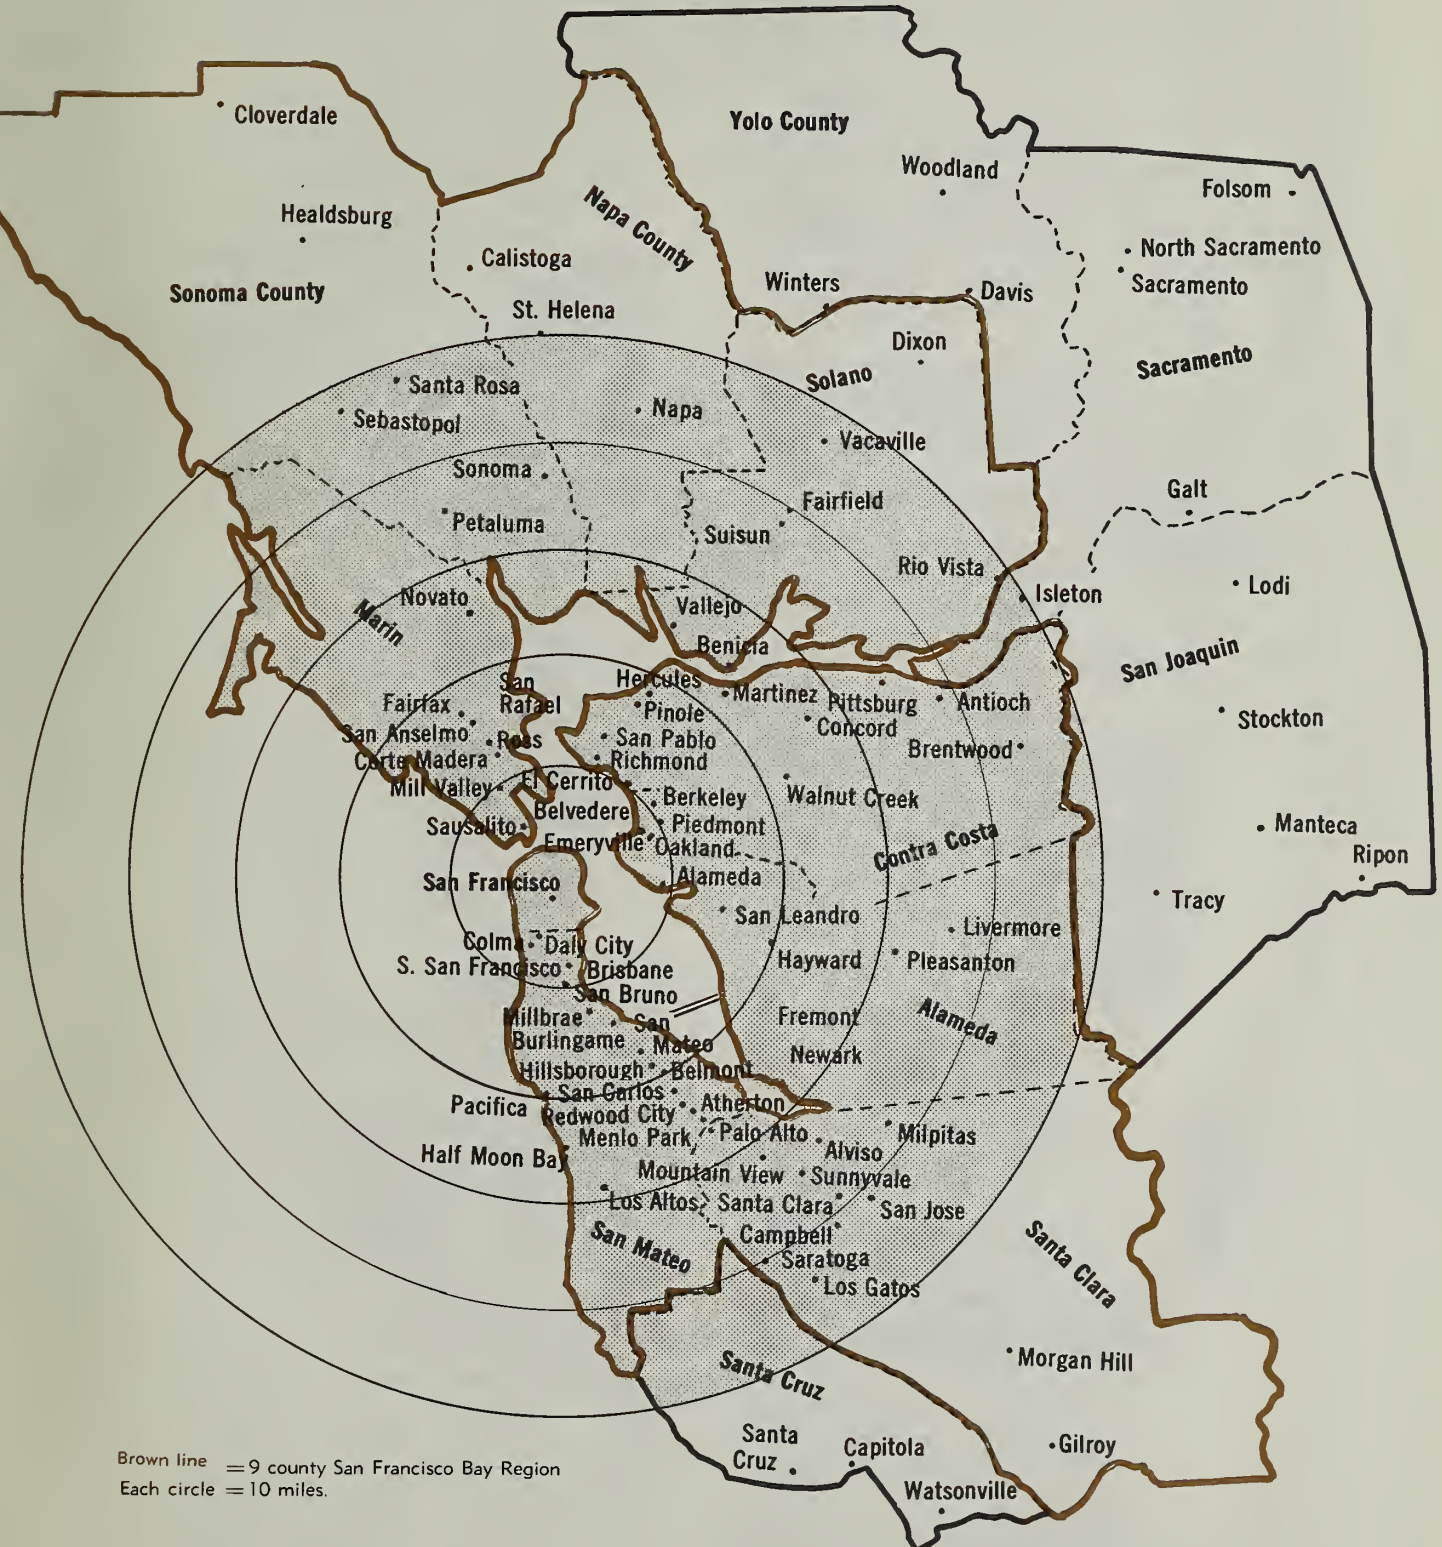 Cloverdale
Yolo County
Woodland
Folsom
Healdsburg
Napa County
North Sacramento
Calistoga
Sacramento
Sonoma County
Winters
Davis
St. Helena
Dixon
Sacramento
Solano
Santa Rosa
Napa
Sebastopol
Vacaville
Sonoma
Galt
Fairfield
Petaluma
Suisun
Rio Vista
Lodi
Isleton
Novato
Vallejo
Marin
Benicia
San Joaquin
Hercules
San
Rafael
Martinez
Pittsburg
Antioch
Fairfax
Pinole
Concord
Stockton
San Anselmo
Ross
San Pablo
Brentwood
Corte Madera
Richmond
Mill Valley
El Cerrito
Berkeley
Walnut Creek
Belvedere
Sausalito
Piedmont
Manteca
Emeryville
Oakland
Contra Costa
Ripon
San Francisco
Alameda
Tracy
San Leandro
Livermore
Colma
Daly City
Hayward
Pleasanton
S. San Francisco
Brisbane
San Bruno
Millbrae
San
Mateo
Fremont
Alameda
Burlingame
Newark
Hillsborough
Belmont
San Carlos
Atherton
Pacifica
Redwood City
Menlo Park
Palo Alto
Milpitas
Half Moon Bay
Alviso
Mountain View
Sunnyvale
Los Altos
Santa Clara
San Jose
San Mateo
Campbell
Saratoga
Santa Clara
Los Gatos
Morgan Hill
Santa Cruz
Santa
Cruz
Capitola
Gilroy
Watsonville
Brown line = 9 county San Francisco Bay Region
Each circle = 10 miles.